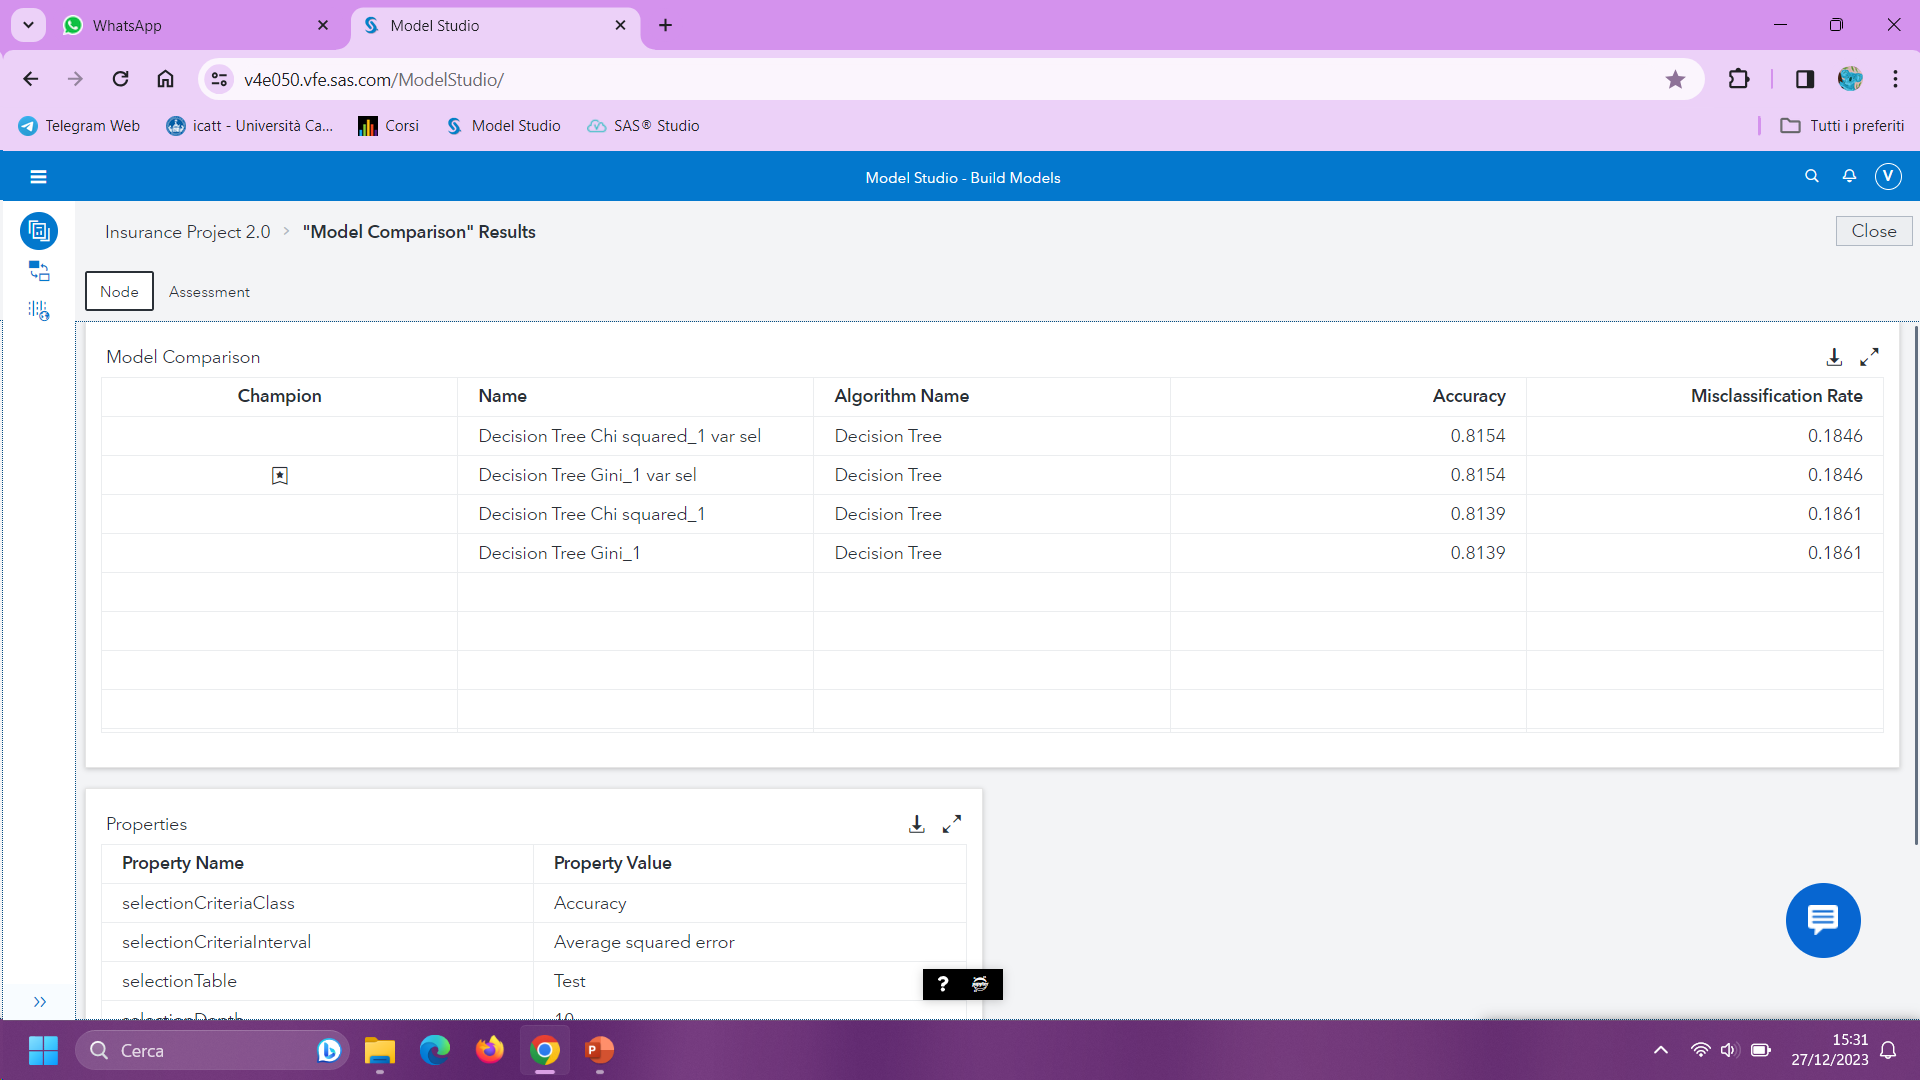 WhatsApp
Model Studio
v4e050.vfe.sas.com/ModelStudio/
Telegram Web
icatt - Università Ca...
Corsi
Model Studio
SAS® Studio
Tutti i preferiti
Model Studio - Build Models
V
Insurance Project 2.0 > "Model Comparison" Results
Close
Node
Assessment
Model Comparison
Champion Name Algorithm Name Accuracy Misclassification Rate
Decision Tree Chi squared_1 var sel Decision Tree 0.8154 0.1846
Decision Tree Gini_1 var sel Decision Tree 0.8154 0.1846
Decision Tree Chi squared_1 Decision Tree 0.8139 0.1861
Decision Tree Gini_1 Decision Tree 0.8139 0.1861
Properties
Property Name Property Value
selectionCriteriaClass Accuracy
selectionCriteriaInterval Average squared error
selectionTable Test
selectionDepth 10
?
Cerca
15:31
27/12/2023